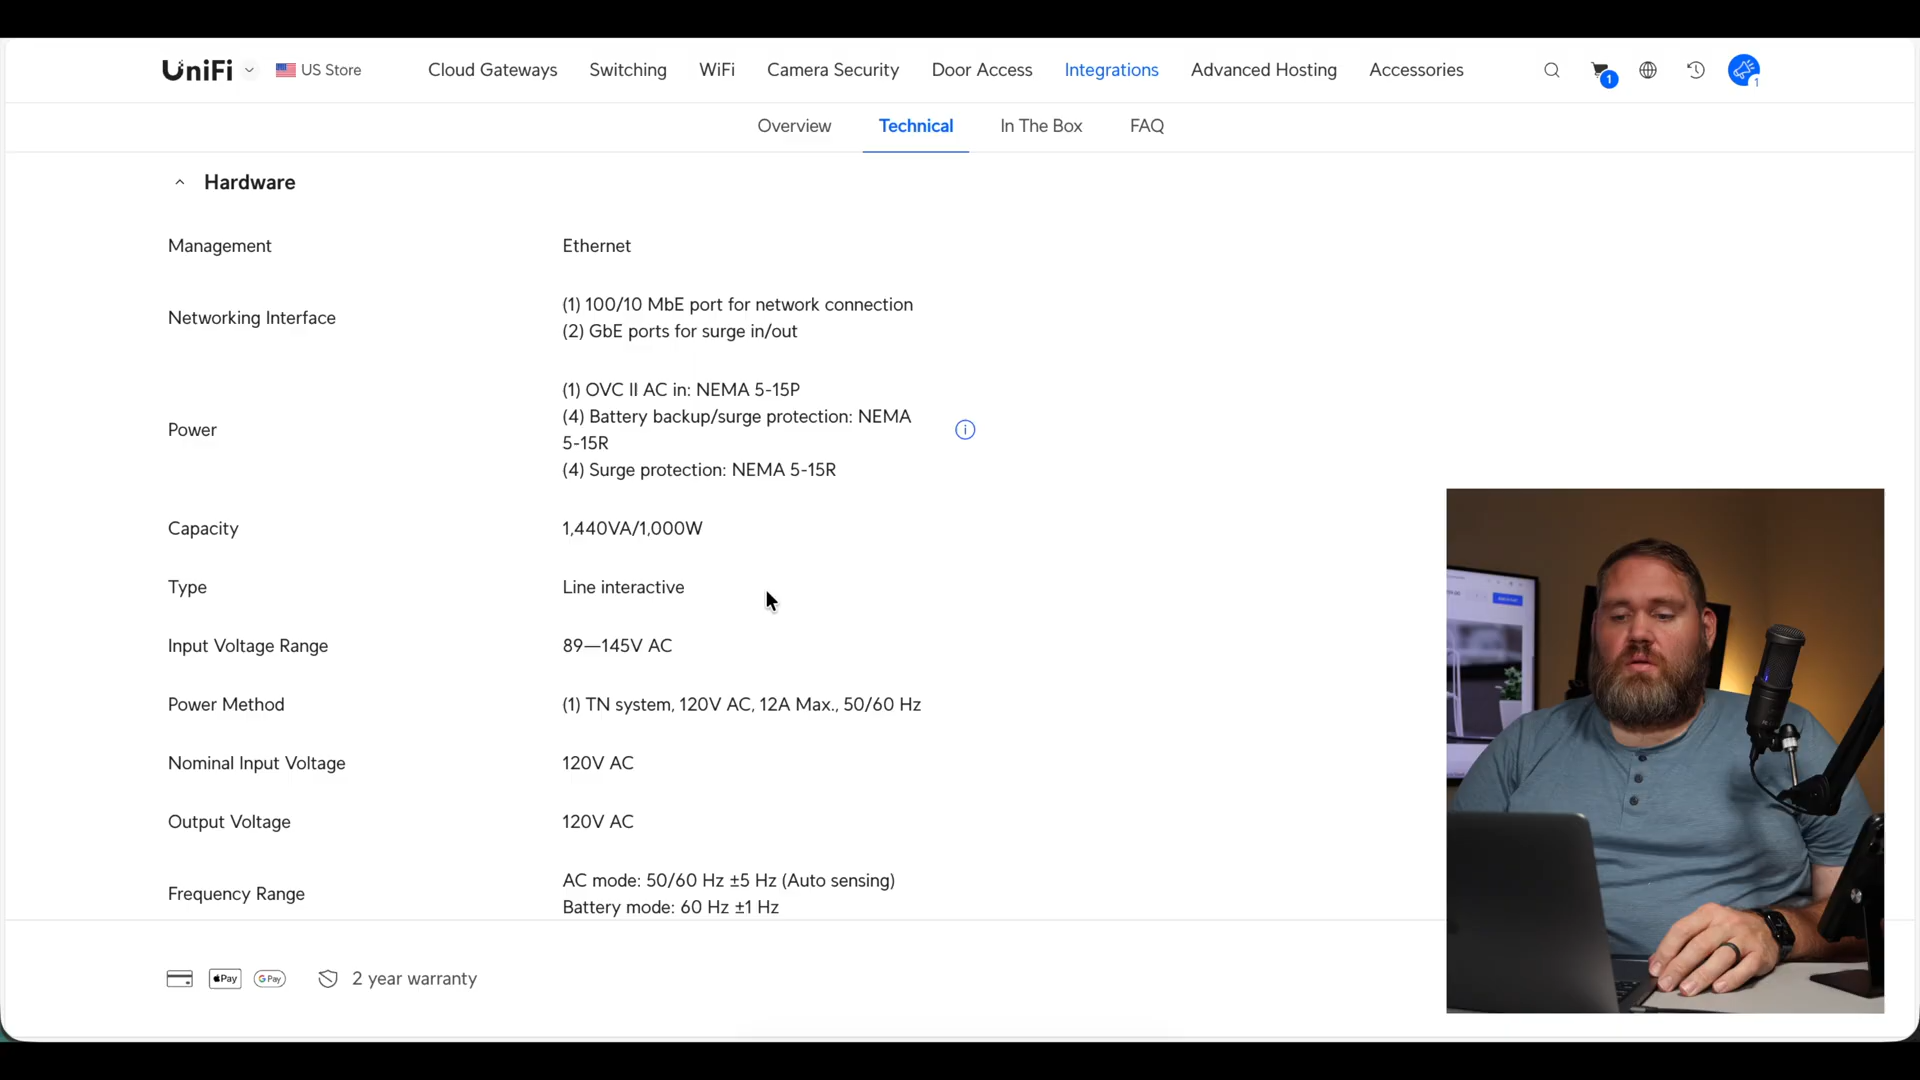 UniFi
US Store
Cloud Gateways
Switching
WiFi
Camera Security
Door Access
Integrations
Advanced Hosting
Accessories
1
1
Overview
Technical
In The Box
FAQ
Hardware
Management
Ethernet
Networking Interface
(1) 100/10 MbE port for network connection
(2) GbE ports for surge in/out
Power
(1) OVC II AC in: NEMA 5-15P
(4) Battery backup/surge protection: NEMA
5-15R
(4) Surge protection: NEMA 5-15R
Capacity
1,440VA/1,000W
Type
Line interactive
Input Voltage Range
89—145V AC
Power Method
(1) TN system, 120V AC, 12A Max., 50/60 Hz
Nominal Input Voltage
120V AC
Output Voltage
120V AC
Frequency Range
AC mode: 50/60 Hz ±5 Hz (Auto sensing)
Battery mode: 60 Hz ±1 Hz
Pay
G Pay
2 year warranty